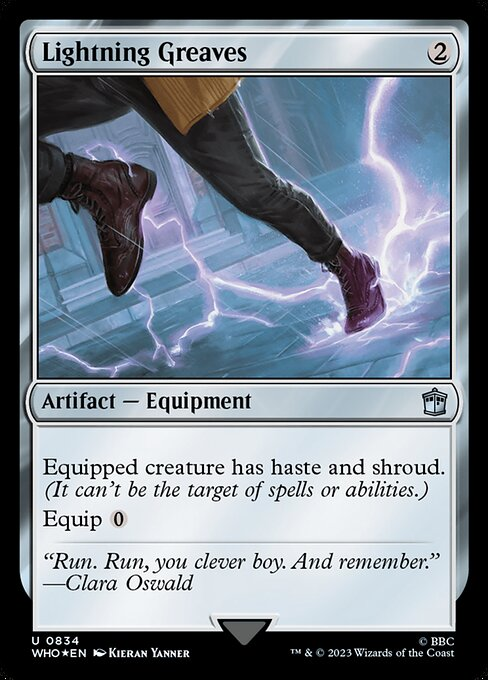 Lightning Greaves 2
Artifact — Equipment
Equipped creature has haste and shroud.
(It can't be the target of spells or abilities.)
Equip 0
“Run. Run, you clever boy. And remember.”
—Clara Oswald
U 0834
WHO★EN Kieran Yanner
© BBC
™ & © 2023 Wizards of the Coast